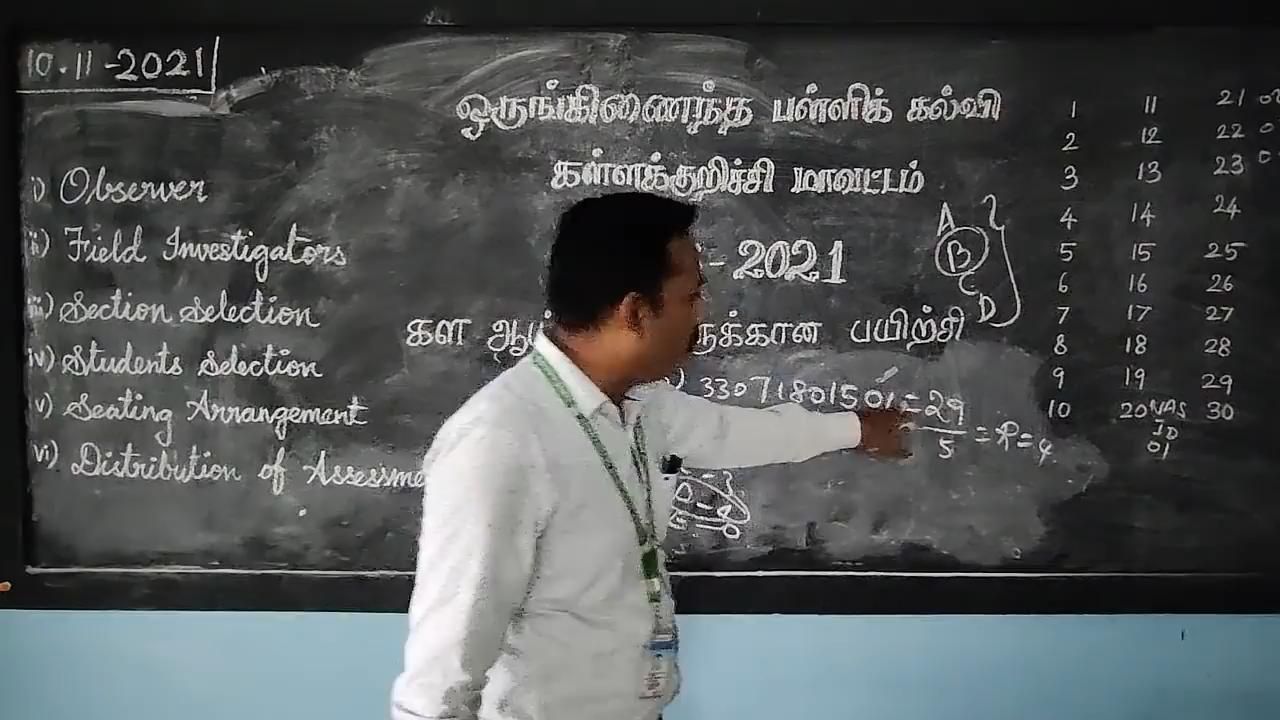 10.11-2021
ஒருங்கிணைந்த பள்ளிக் கல்வி
கள்ளக்குறிச்சி மாவட்டம்
- 2021
கள
பயிற்சி
i) Observer
ii) Field Investigators
iii) Section Selection
iv) Students Selection
v) Seating Arrangement
vi) Distribution of Assessme
33071801501 = 29
5 = R = 4
A
B
C
D
1 11 21
2 12 22
3 13 23
4 14 24
5 15 25
6 16 26
7 17 27
8 18 28
9 19 29
10 20 NAS 30
ID
01